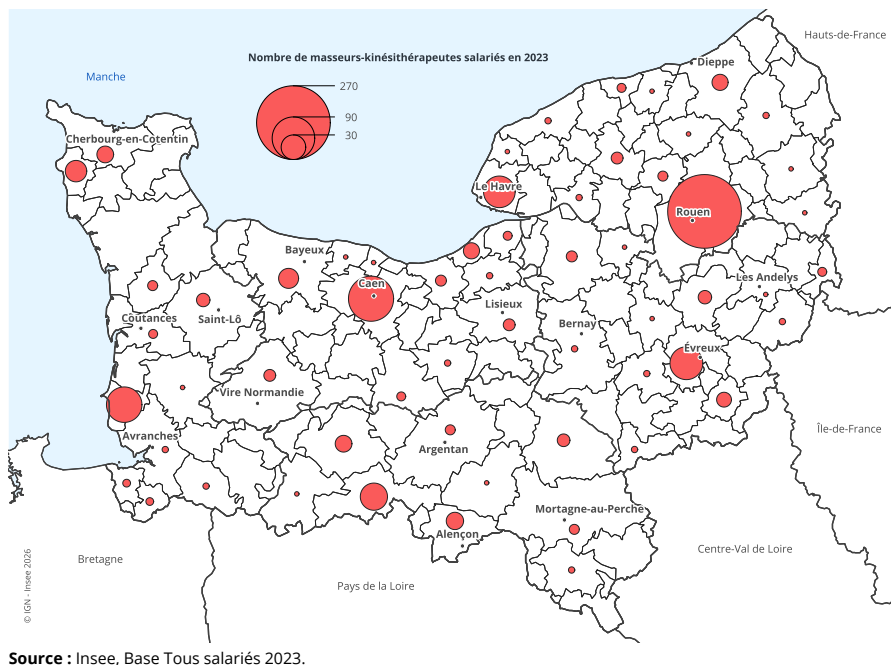 Hauts-de-France
Nombre de masseurs-kinésithérapeutes salariés en 2023
Dieppe
Manche
270
90
30
Cherbourg-en-Cotentin
Le Havre
Rouen
Bayeux
Caen
Les Andelys
Lisieux
Coutances
Saint-Lô
Bernay
Évreux
Vire Normandie
Île-de-France
Avranches
Argentan
Mortagne-au-Perche
Alençon
Centre-Val de Loire
Bretagne
Pays de la Loire
© IGN - Insee 2026
Source : Insee, Base Tous salariés 2023.